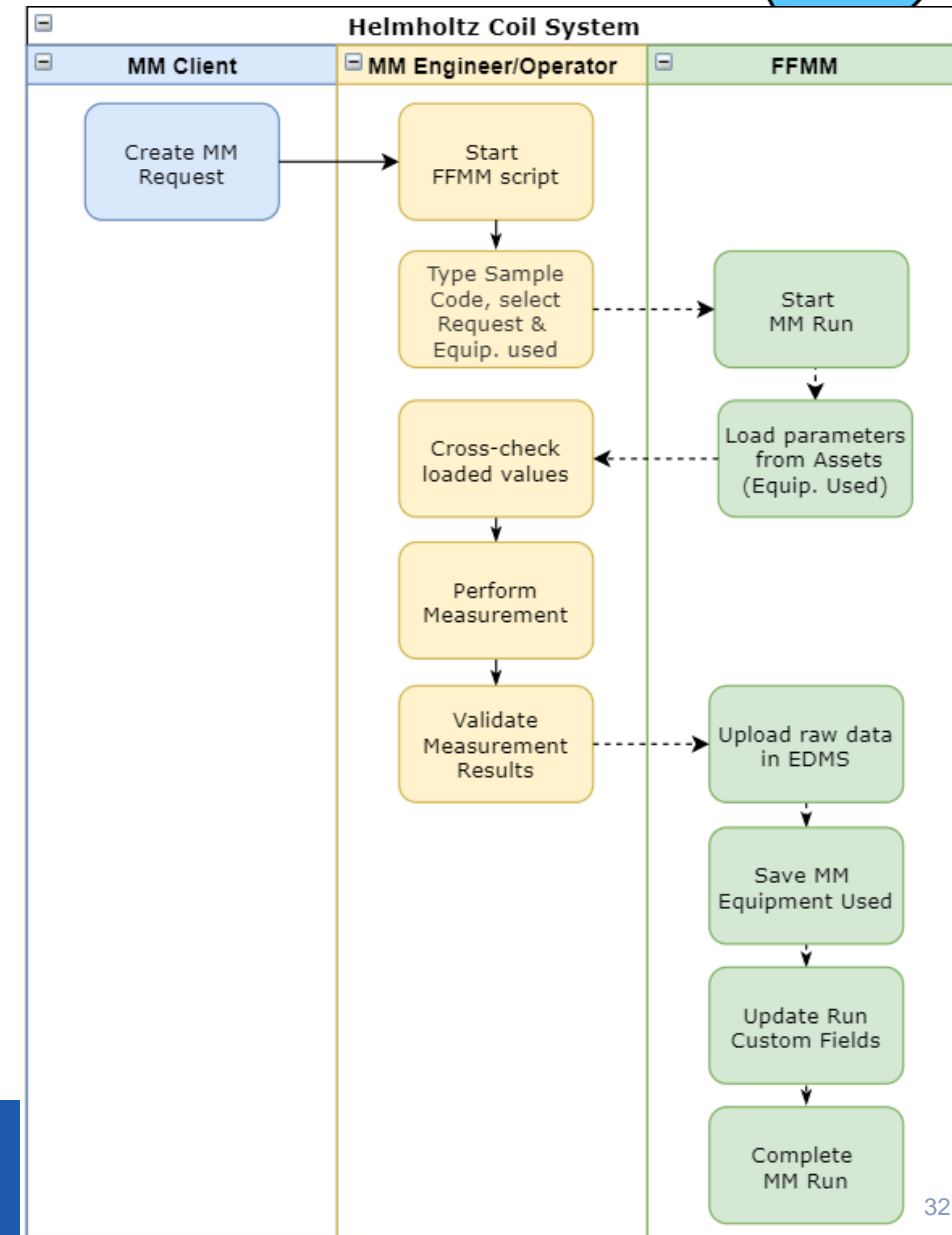 Helmholtz Coil System
MM Client
MM Engineer/Operator
FFMM
Create MM
Request
Start
FFMM script
Type Sample
Code, select
Request &
Equip. used
Start
MM Run
Load parameters
from Assets
(Equip. Used)
Cross-check
loaded values
Perform
Measurement
Validate
Measurement
Results
Upload raw data
in EDMS
Save MM
Equipment Used
Update Run
Custom Fields
Complete
MM Run
32